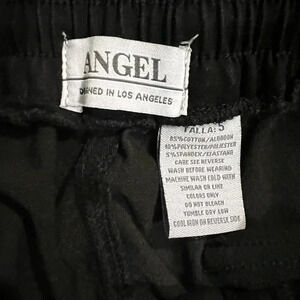 ANGEL
DESIGNED IN LOS ANGELES
TALLA: S
85%COTTON/ALGODON
10%POLYESTER/POLIESTER
5%SPANDEX/ELASTANO
CARE SEE REVERSE
WASH BEFORE WEARING
MACHINE WASH COLD WITH
SIMILAR OR LIKE
COLORS ONLY
DO NOT BLEACH
TUMBLE DRY LOW
COOL IRON ON REVERSE SIDE